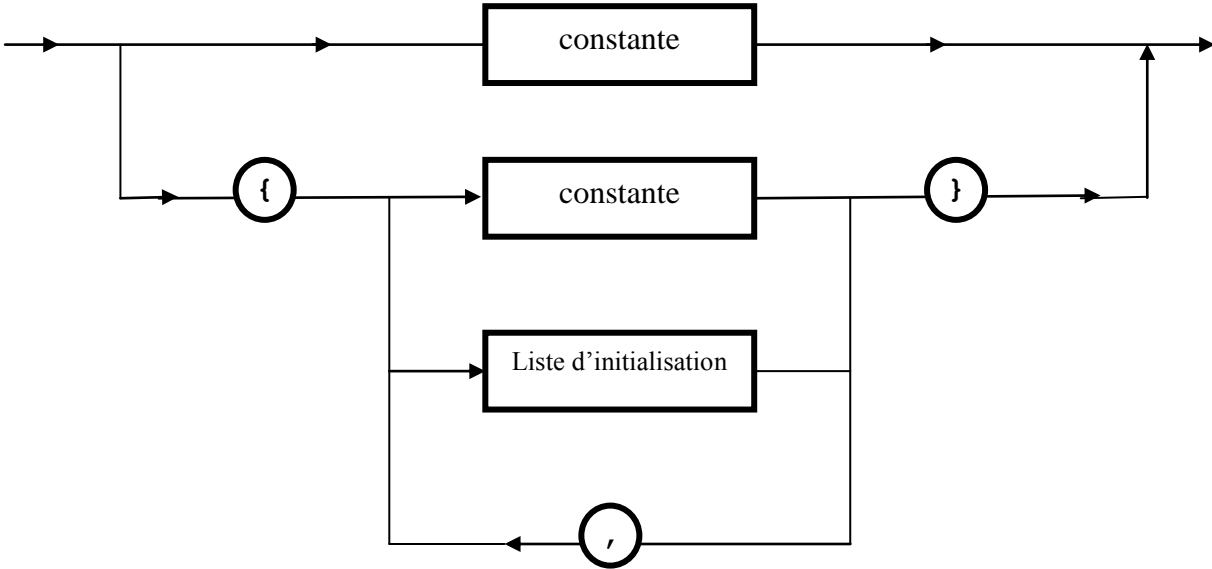 constante
{
constante
}
Liste d’initialisation
,